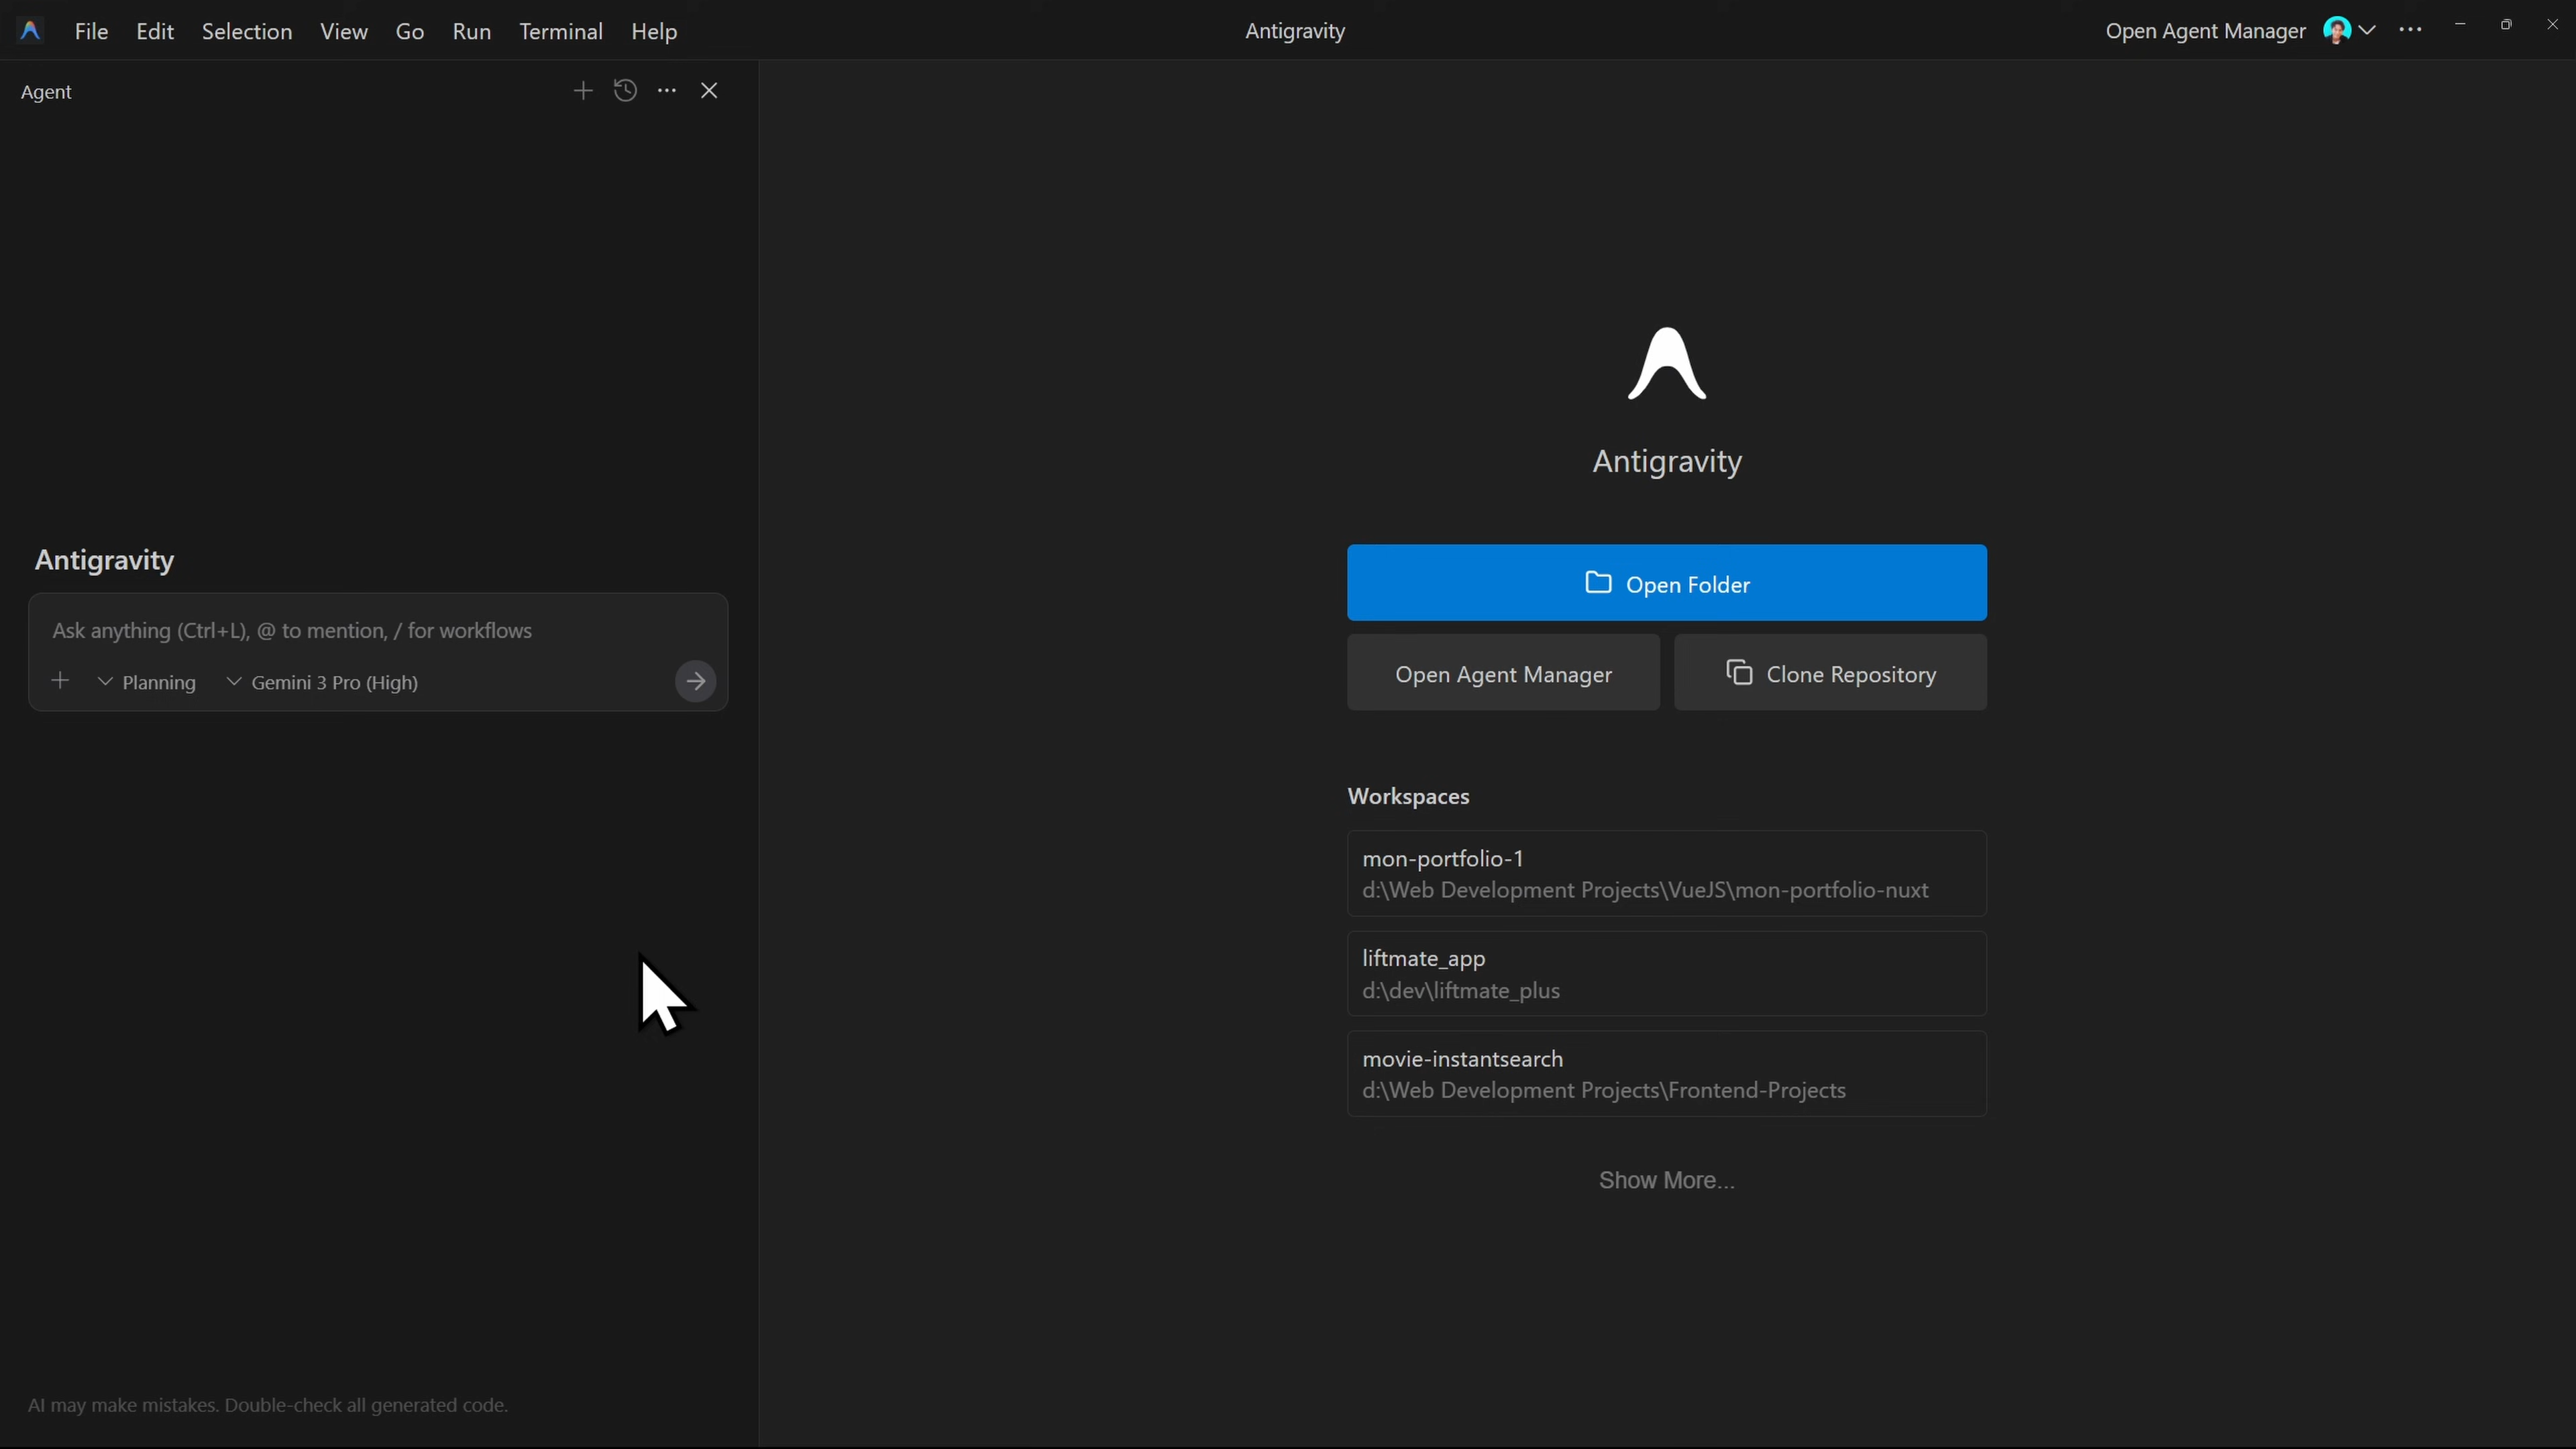 File Edit Selection View Go Run Terminal Help
Antigravity
Open Agent Manager
Agent
Antigravity
Ask anything (Ctrl+L), @ to mention, / for workflows
Planning
Gemini 3 Pro (High)
AI may make mistakes. Double-check all generated code.
Antigravity
Open Folder
Open Agent Manager
Clone Repository
Workspaces
mon-portfolio-1
d:\Web Development Projects\VueJS\mon-portfolio-nuxt
liftmate_app
d:\dev\liftmate_plus
movie-instantsearch
d:\Web Development Projects\Frontend-Projects
Show More...